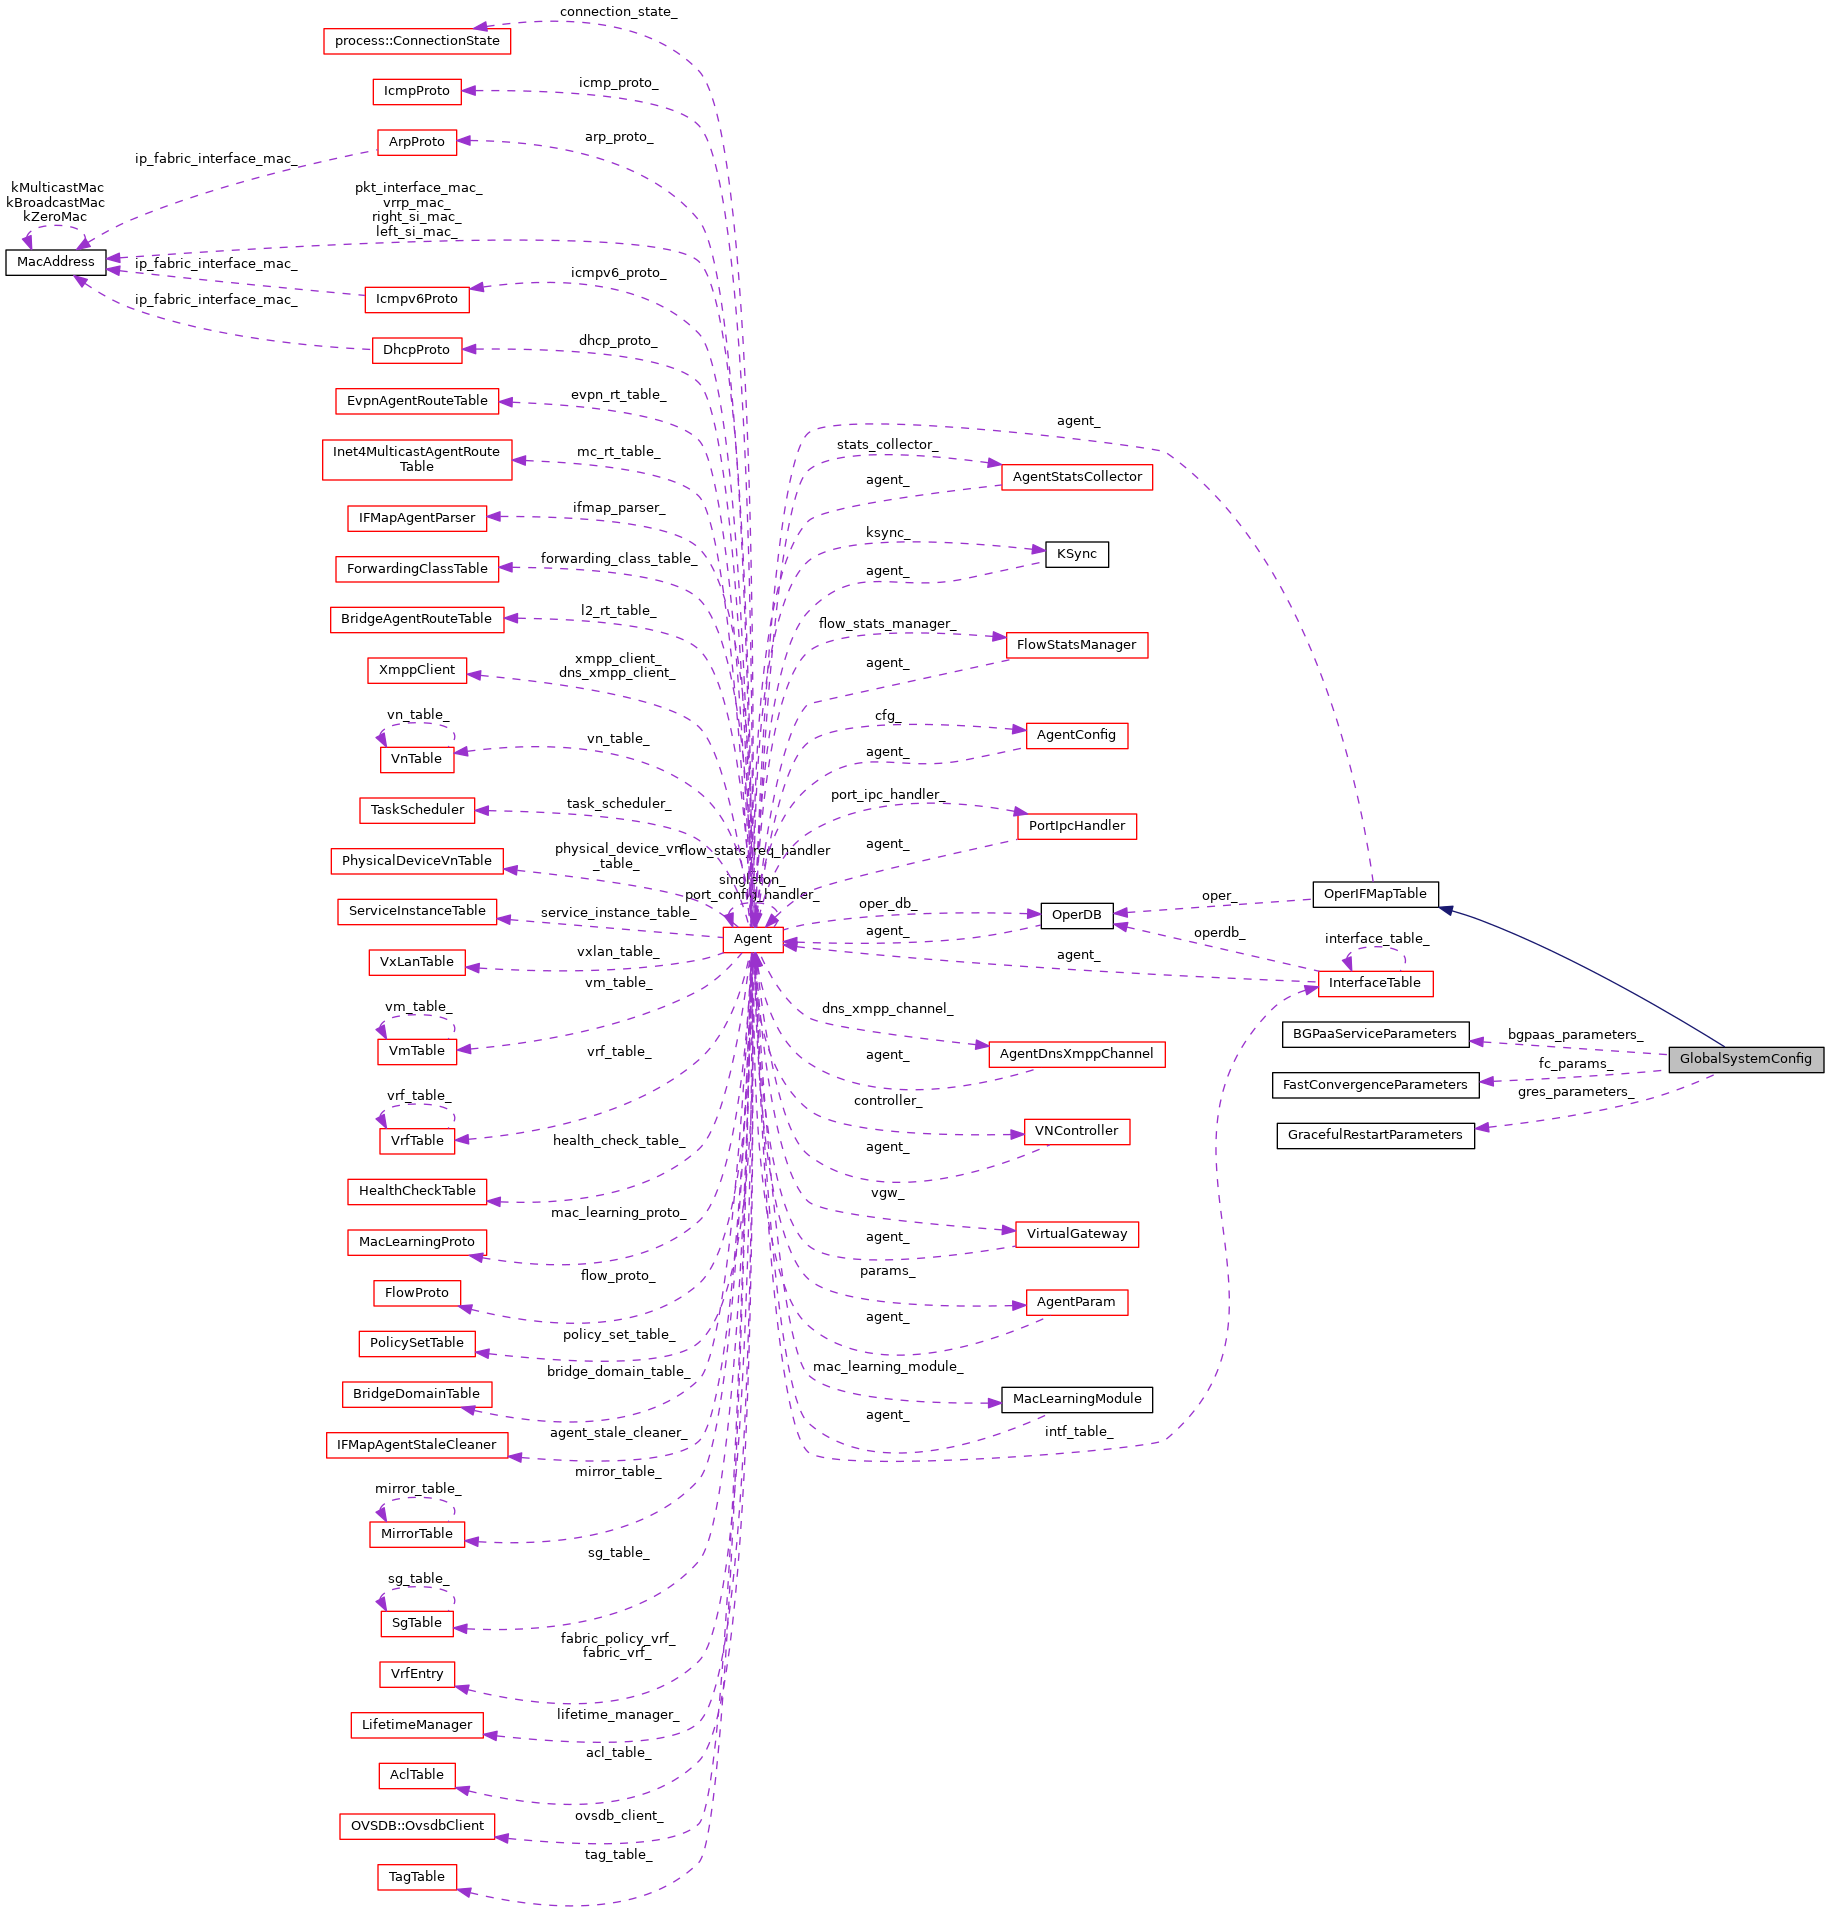 connection_state_
process::ConnectionState
icmp_proto_
IcmpProto
arp_proto_
ArpProto
ip_fabric_interface_mac_
kMulticastMac
kBroadcastMac
kZeroMac
MacAddress
pkt_interface_mac_
vrrp_mac_
right_si_mac_
left_si_mac_
ip_fabric_interface_mac_
icmpv6_proto_
Icmpv6Proto
ip_fabric_interface_mac_
dhcp_proto_
DhcpProto
evpn_rt_table_
EvpnAgentRouteTable
mc_rt_table_
Inet4MulticastAgentRoute
Table
ifmap_parser_
IFMapAgentParser
forwarding_class_table_
ForwardingClassTable
l2_rt_table_
BridgeAgentRouteTable
xmpp_client_
dns_xmpp_client_
XmppClient
vn_table_
vn_table_
VnTable
task_scheduler_
TaskScheduler
physical_device_vn
_table_
PhysicalDeviceVnTable
service_instance_table_
ServiceInstanceTable
vxlan_table_
VxLanTable
vm_table_
vm_table_
VmTable
vrf_table_
vrf_table_
VrfTable
health_check_table_
HealthCheckTable
mac_learning_proto_
MacLearningProto
flow_proto_
FlowProto
policy_set_table_
PolicySetTable
bridge_domain_table_
BridgeDomainTable
agent_stale_cleaner_
IFMapAgentStaleCleaner
mirror_table_
mirror_table_
MirrorTable
sg_table_
sg_table_
SgTable
fabric_policy_vrf_
fabric_vrf_
VrfEntry
lifetime_manager_
LifetimeManager
acl_table_
AclTable
ovsdb_client_
OVSDB::OvsdbClient
tag_table_
TagTable
flow_stats_req_handler
singleton_
port_config_handler_
Agent
agent_
stats_collector_
AgentStatsCollector
agent_
ksync_
KSync
agent_
flow_stats_manager_
FlowStatsManager
agent_
cfg_
AgentConfig
agent_
port_ipc_handler_
PortIpcHandler
agent_
oper_db_
OperDB
agent_
agent_
dns_xmpp_channel_
AgentDnsXmppChannel
agent_
controller_
VNController
agent_
vgw_
VirtualGateway
agent_
params_
AgentParam
agent_
mac_learning_module_
MacLearningModule
agent_
intf_table_
oper_
OperIFMapTable
operdb_
interface_table_
InterfaceTable
BGPaaServiceParameters
bgpaas_parameters_
GlobalSystemConfig
fc_params_
FastConvergenceParameters
gres_parameters_
GracefulRestartParameters